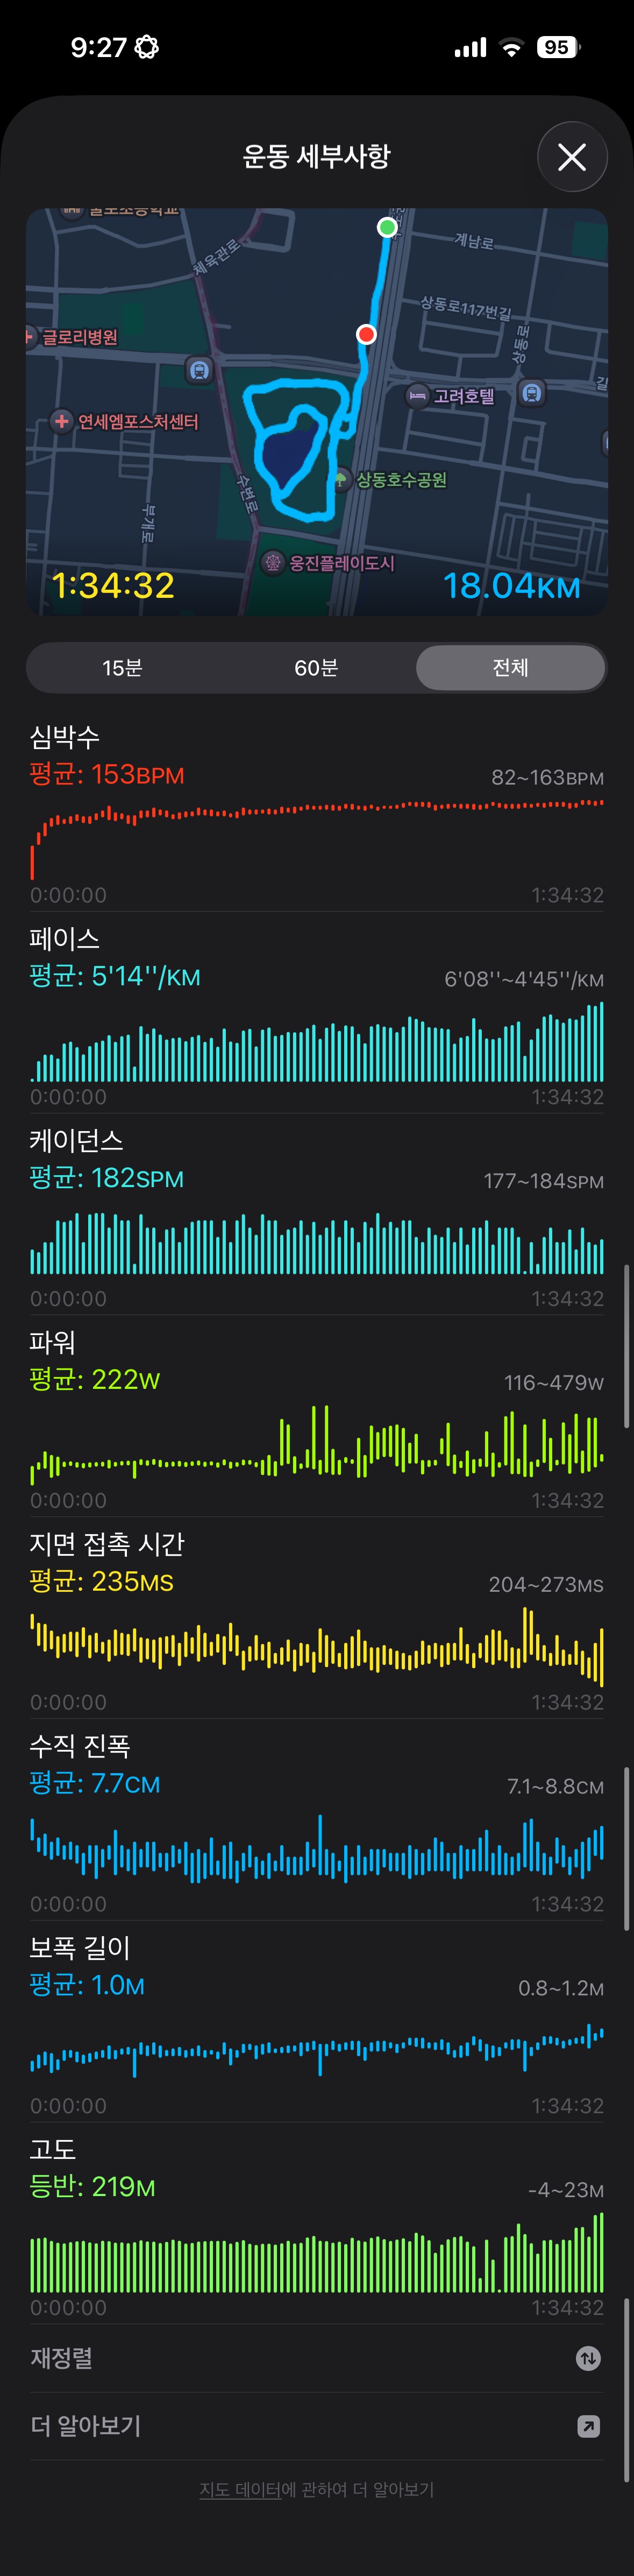 9:27
95
운동 세부사항
체육관로
계남로
상동로117번길
상동로
글로리병원
고려호텔
연세엠포스처센터
상동호수공원
수변로
부개로
웅진플레이도시
1:34:32
18.04KM
15분
60분
전체
심박수
평균: 153BPM
82~163BPM
0:00:00
1:34:32
페이스
평균: 5'14''/KM
6'08''~4'45''/KM
0:00:00
1:34:32
케이던스
평균: 182SPM
177~184SPM
0:00:00
1:34:32
파워
평균: 222W
116~479W
0:00:00
1:34:32
지면 접촉 시간
평균: 235MS
204~273MS
0:00:00
1:34:32
수직 진폭
평균: 7.7CM
7.1~8.8CM
0:00:00
1:34:32
보폭 길이
평균: 1.0M
0.8~1.2M
0:00:00
1:34:32
고도
등반: 219M
-4~23M
0:00:00
1:34:32
재정렬
더 알아보기
지도 데이터에 관하여 더 알아보기